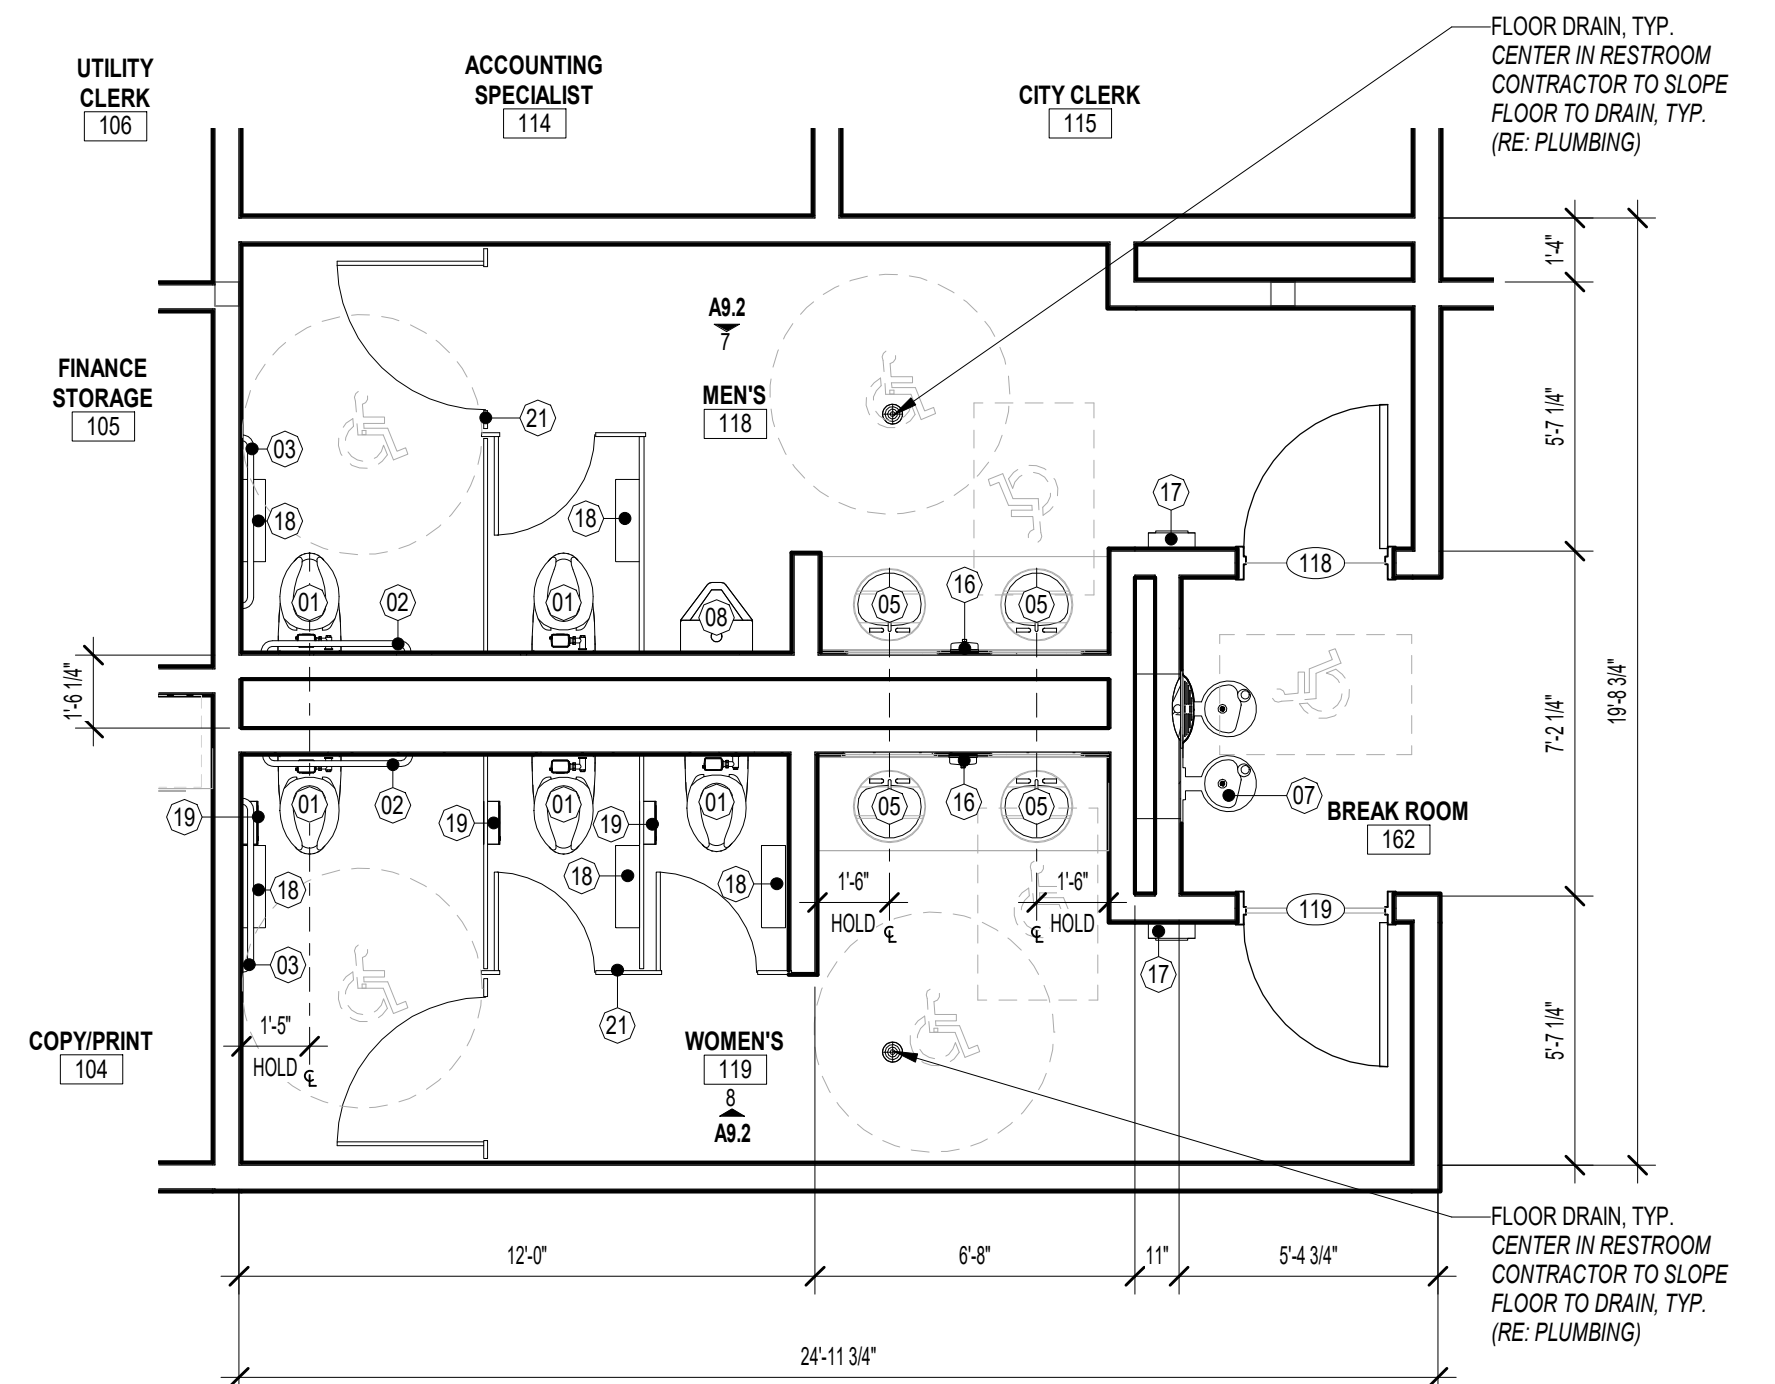 FLOOR DRAIN, TYP.
CENTER IN RESTROOM
CONTRACTOR TO SLOPE
FLOOR TO DRAIN, TYP.
(RE: PLUMBING)
UTILITY
CLERK
106
ACCOUNTING
SPECIALIST
114
CITY CLERK
115
1'-4"
A9.2
7
FINANCE
STORAGE
105
MEN'S
118
21
03
5'-7 1/4"
18
18
17
118
01
02
01
08
05
16
05
1'-6 1/4"
7'-2 1/4"
19'-8 3/4"
19
01
02
19
01
19
01
05
16
05
07
BREAK ROOM
162
18
18
18
1'-6"
HOLD
CL
1'-6"
HOLD
CL
119
03
17
21
1'-5"
HOLD
CL
COPY/PRINT
104
WOMEN'S
119
8
A9.2
5'-7 1/4"
FLOOR DRAIN, TYP.
CENTER IN RESTROOM
CONTRACTOR TO SLOPE
FLOOR TO DRAIN, TYP.
(RE: PLUMBING)
12'-0"
6'-8"
11"
5'-4 3/4"
24'-11 3/4"